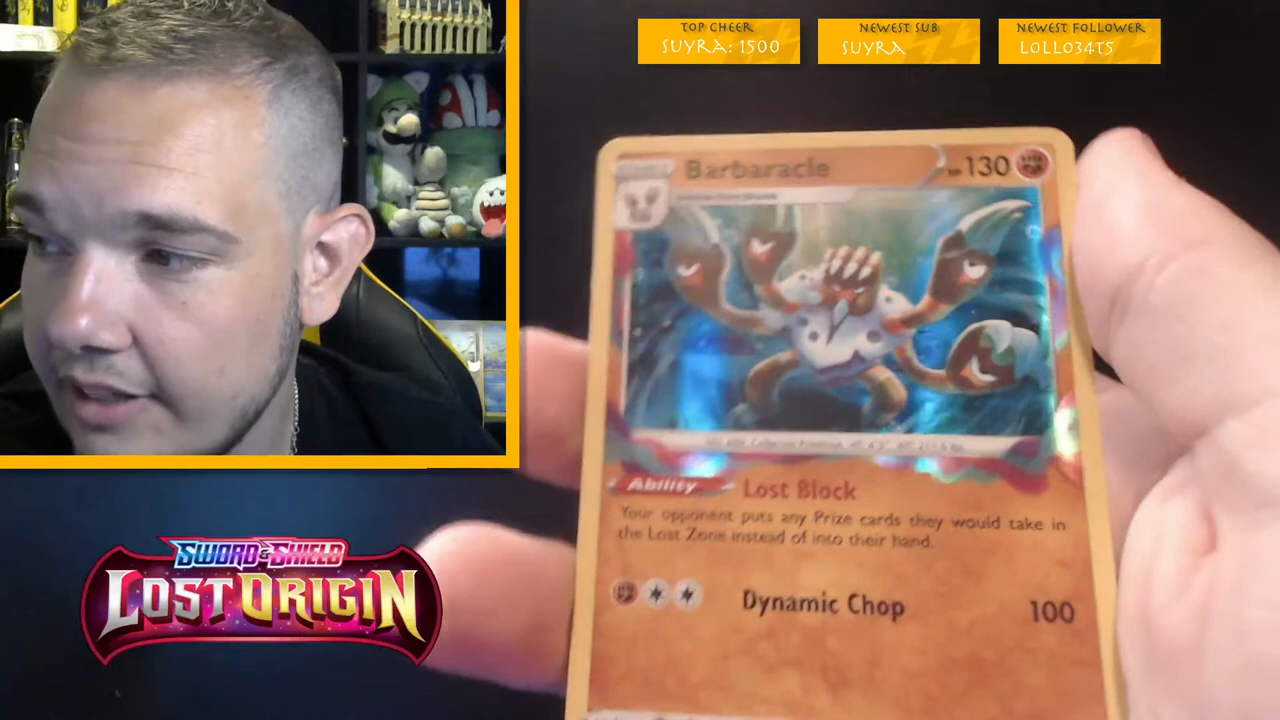 TOP CHEER
SUYRA: 1500
NEWEST SUB
SUYRA
NEWEST FOLLOWER
LOLLO34T5
Barbaracle
HP 130
Ability Lost Block
Your opponent puts any Prize cards they would take in
the Lost Zone instead of into their hand.
Dynamic Chop 100
SWORD & SHIELD
LOST ORIGIN